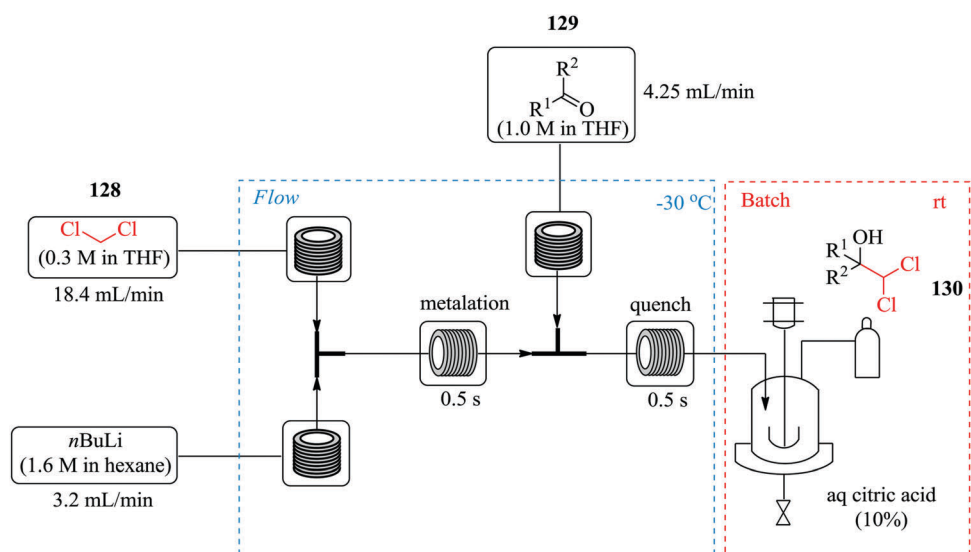 129
R²
R¹
O
(1.0 M in THF)
4.25 mL/min
128
Cl
Cl
(0.3 M in THF)
18.4 mL/min
Flow
-30 °C
Batch
rt
OH
R¹
R²
Cl
Cl
130
metalation
0.5 s
quench
0.5 s
nBuLi
(1.6 M in hexane)
3.2 mL/min
aq citric acid
(10%)